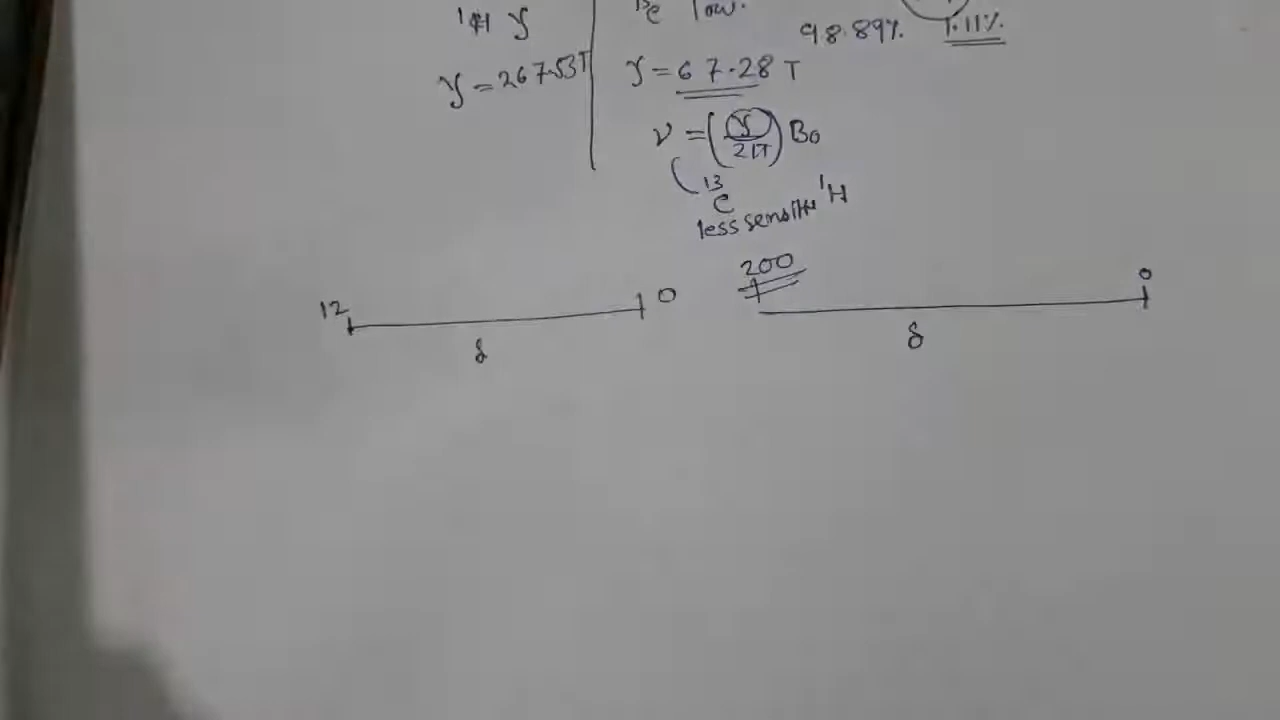 ¹H γ
¹³C low.
98.89%. 1.11%
γ = 267.53T
γ = 67.28 T
ν = (γ/2π) B₀
¹³C
less sensitive ¹H
12 0
δ
200 0
δ